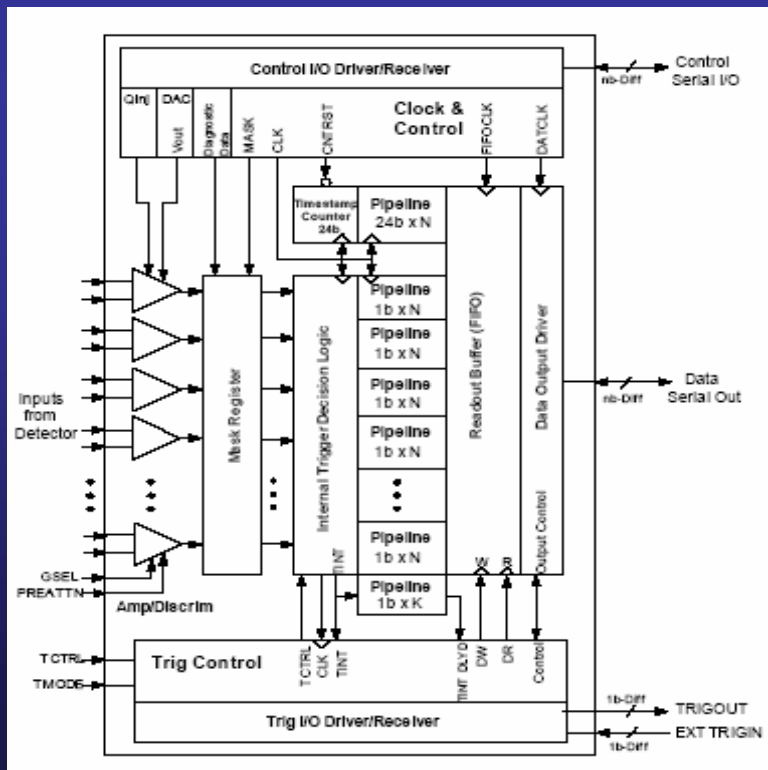 Control I/O Driver/Receiver
nb-Diff
Control
Serial I/O
Qinj
DAC
Vout
Diagnostic
Data
MASK
CLK
CNTRST
Clock &
Control
FIFOCLK
DATCLK
Timestamp
Counter
24b
Pipeline
24b x N
Pipeline
1b x N
Pipeline
1b x N
Pipeline
1b x N
Pipeline
1b x N
Pipeline
1b x N
Pipeline
1b x K
Inputs
from
Detector
Mask Register
Internal Trigger Decision Logic
TINT
Readout Buffer (FIFO)
Data Output Driver
Output Control
nb-Diff
Data
Serial Out
GSEL
PREATTN
Amp/Discrim
TCTRL
TMODE
Trig Control
TCTRL
CLK
TINT
TINT DLYD
DW
DR
Control
Trig I/O Driver/Receiver
1b-Diff
TRIGOUT
EXT TRIGIN
1b-Diff